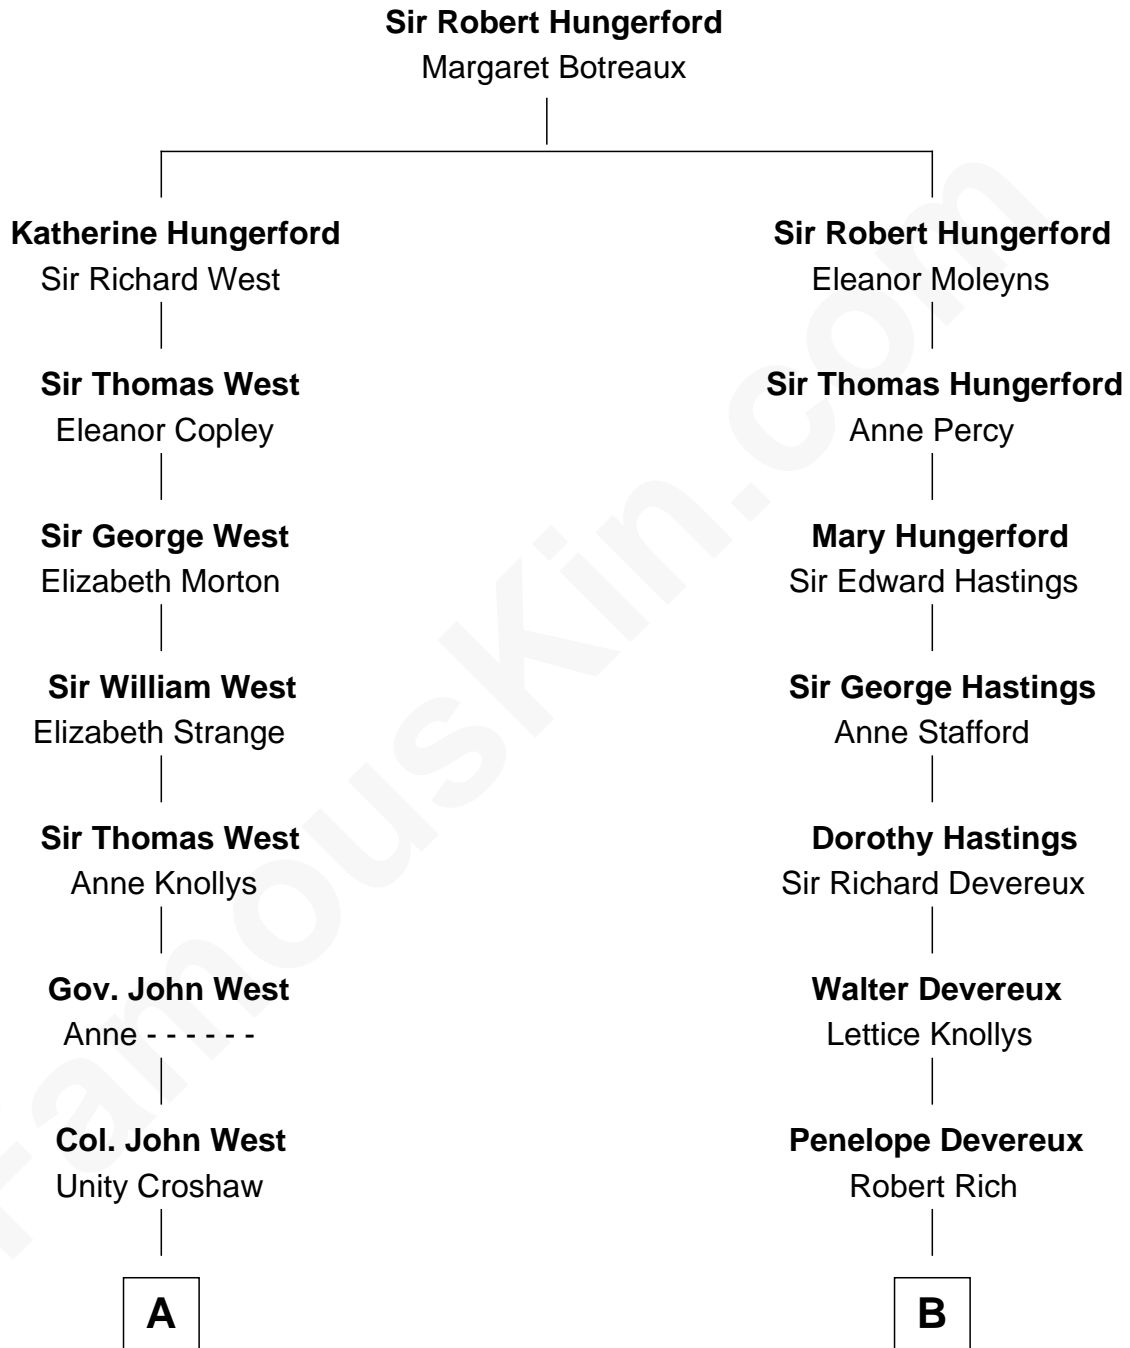 Sir Robert Hungerford
Margaret Botreaux
Katherine Hungerford
Sir Richard West
Sir Robert Hungerford
Eleanor Moleyns
Sir Thomas West
Eleanor Copley
Sir Thomas Hungerford
Anne Percy
Sir George West
Elizabeth Morton
Mary Hungerford
Sir Edward Hastings
Sir William West
Elizabeth Strange
Sir George Hastings
Anne Stafford
Sir Thomas West
Anne Knollys
Dorothy Hastings
Sir Richard Devereux
Gov. John West
Anne - - - - - -
Walter Devereux
Lettice Knollys
Col. John West
Unity Croshaw
Penelope Devereux
Robert Rich
A
B
FamousKin.com